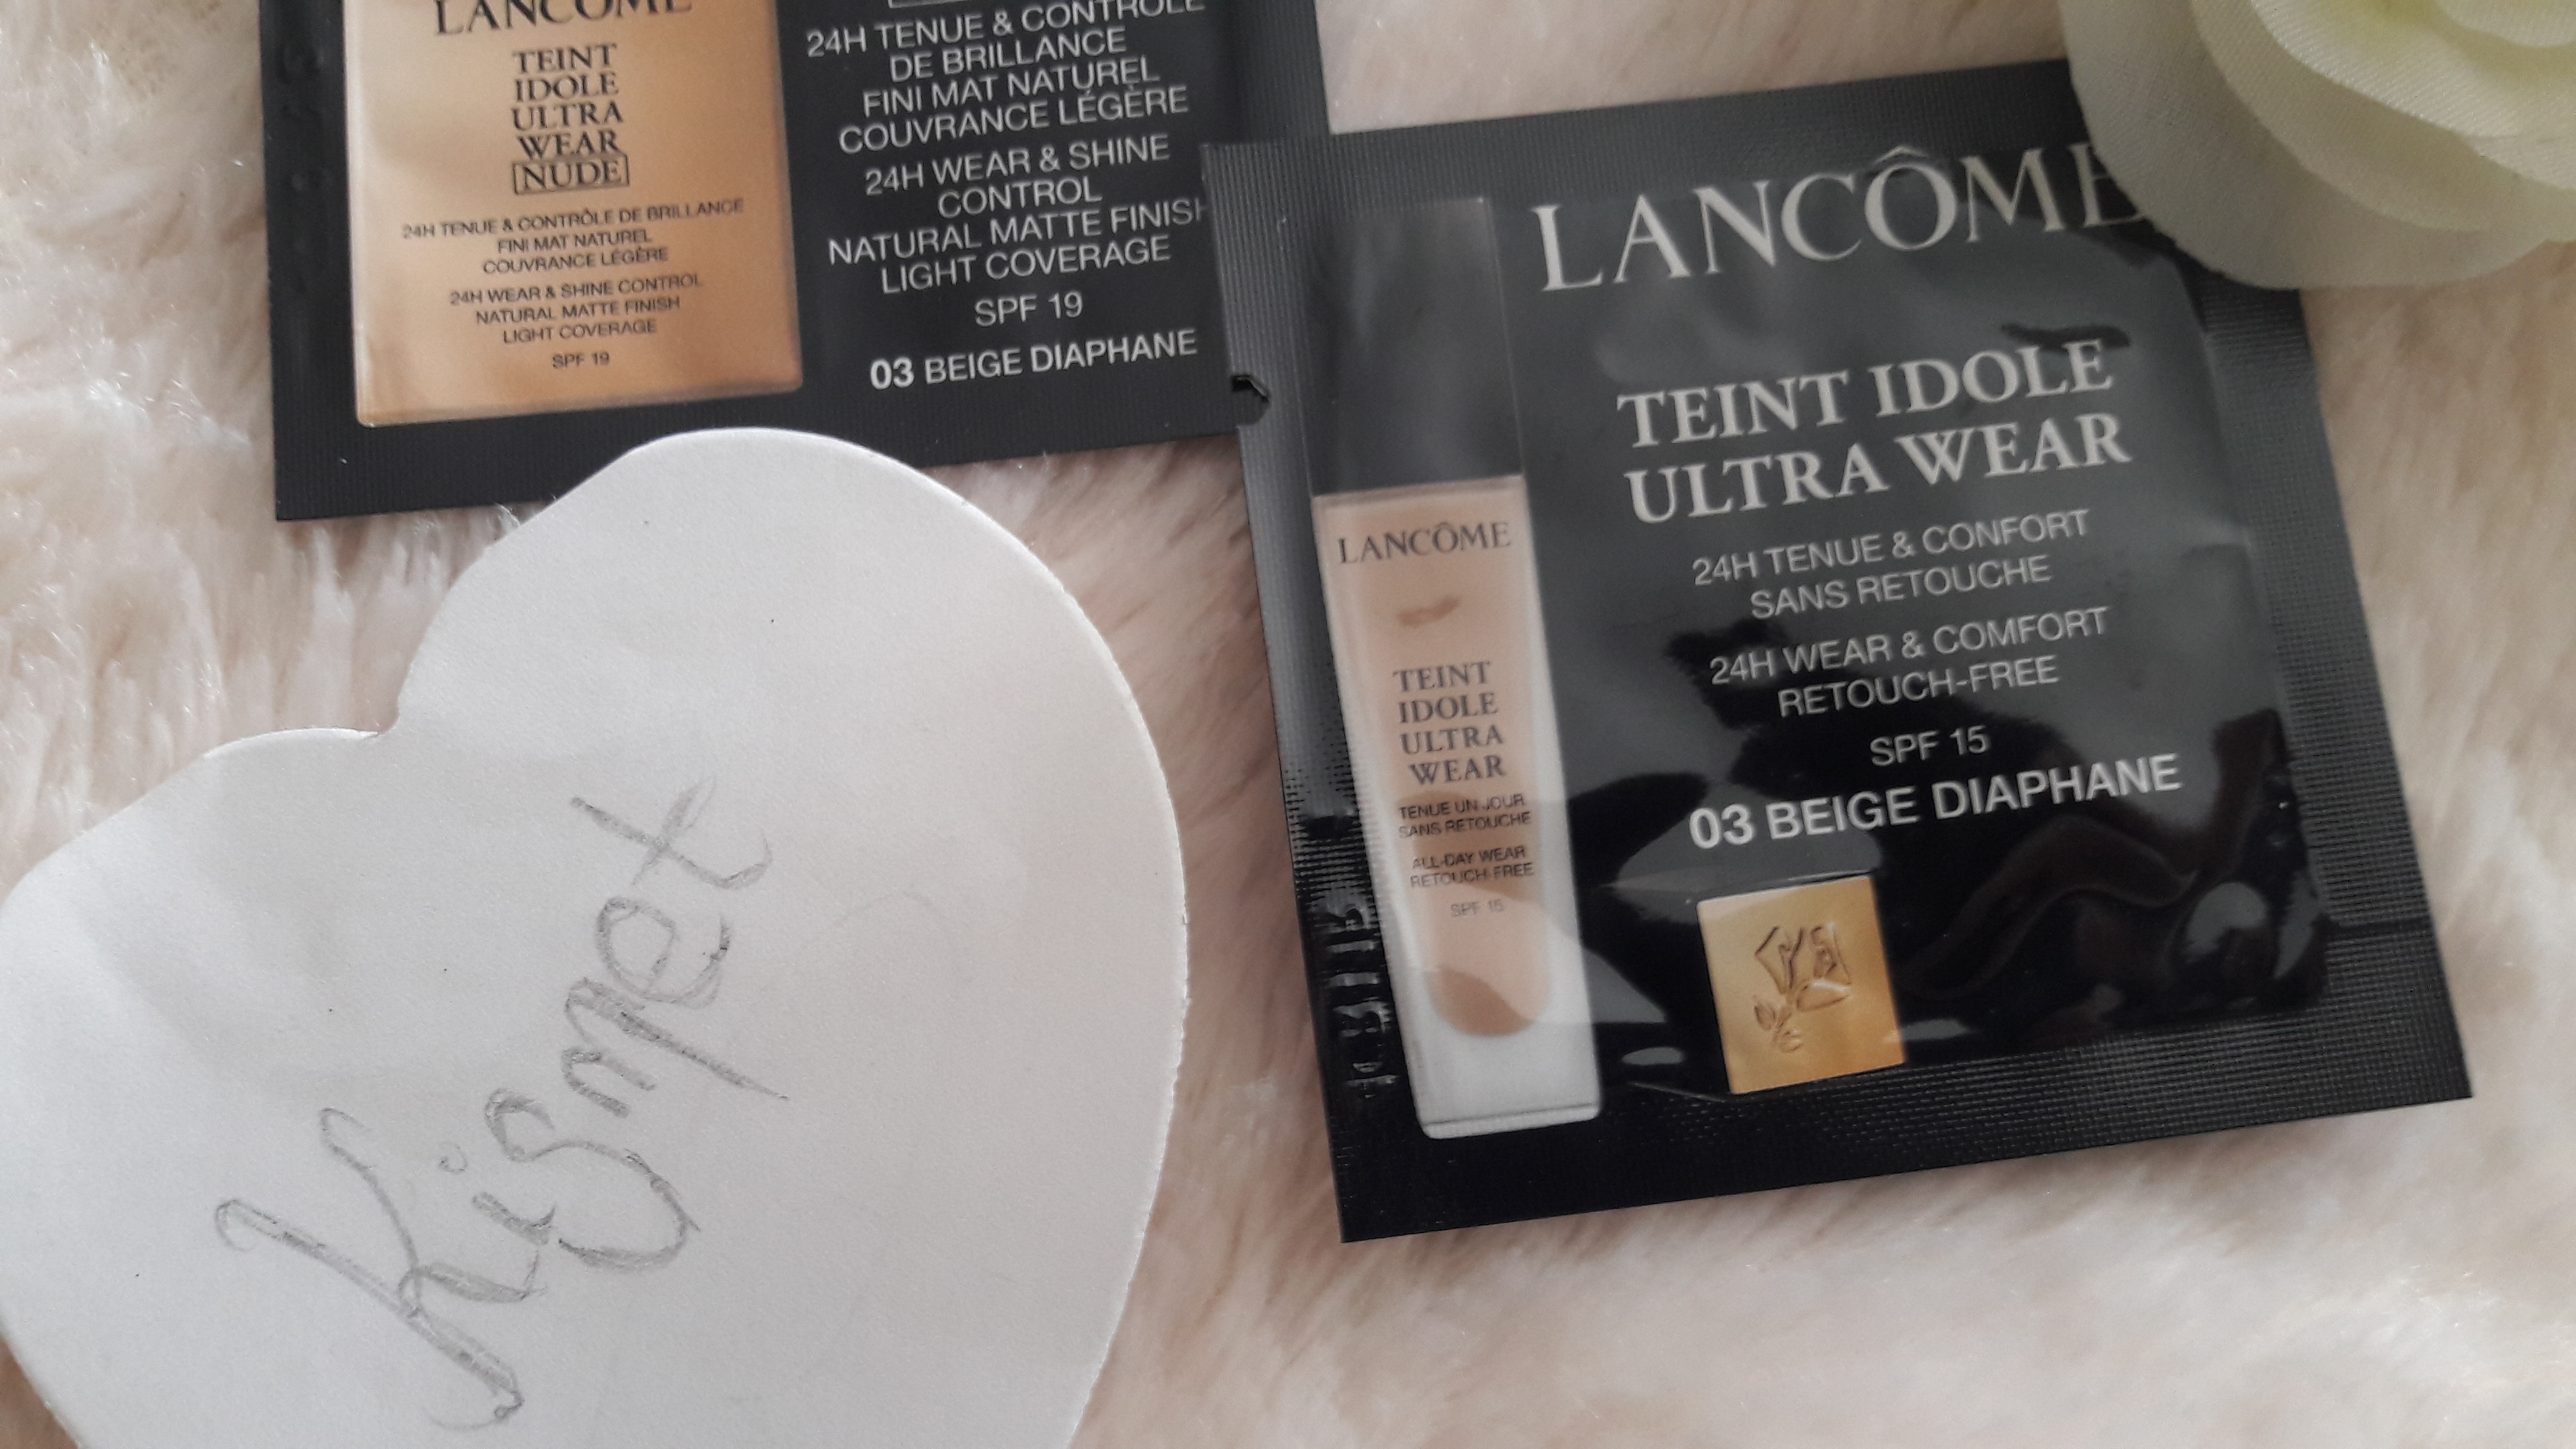 LANCÔME
TEINT
IDOLE
ULTRA
WEAR
NUDE
24H TENUE & CONTRÔLE DE BRILLANCE
FINI MAT NATUREL
COUVRANCE LÉGÈRE
24H WEAR & SHINE CONTROL
NATURAL MATTE FINISH
LIGHT COVERAGE
SPF 19
24H TENUE & CONTRÔLE
DE BRILLANCE
FINI MAT NATUREL
COUVRANCE LÉGÈRE
24H WEAR & SHINE
CONTROL
NATURAL MATTE FINISH
LIGHT COVERAGE
SPF 19
03 BEIGE DIAPHANE
LANCÔME
TEINT IDOLE
ULTRA WEAR
24H TENUE & CONFORT
SANS RETOUCHE
24H WEAR & COMFORT
RETOUCH-FREE
SPF 15
03 BEIGE DIAPHANE
LANCÔME
TEINT
IDOLE
ULTRA
WEAR
TENUE UN JOUR
SANS RETOUCHE
ALL-DAY WEAR
RETOUCH-FREE
SPF 15
Kismet